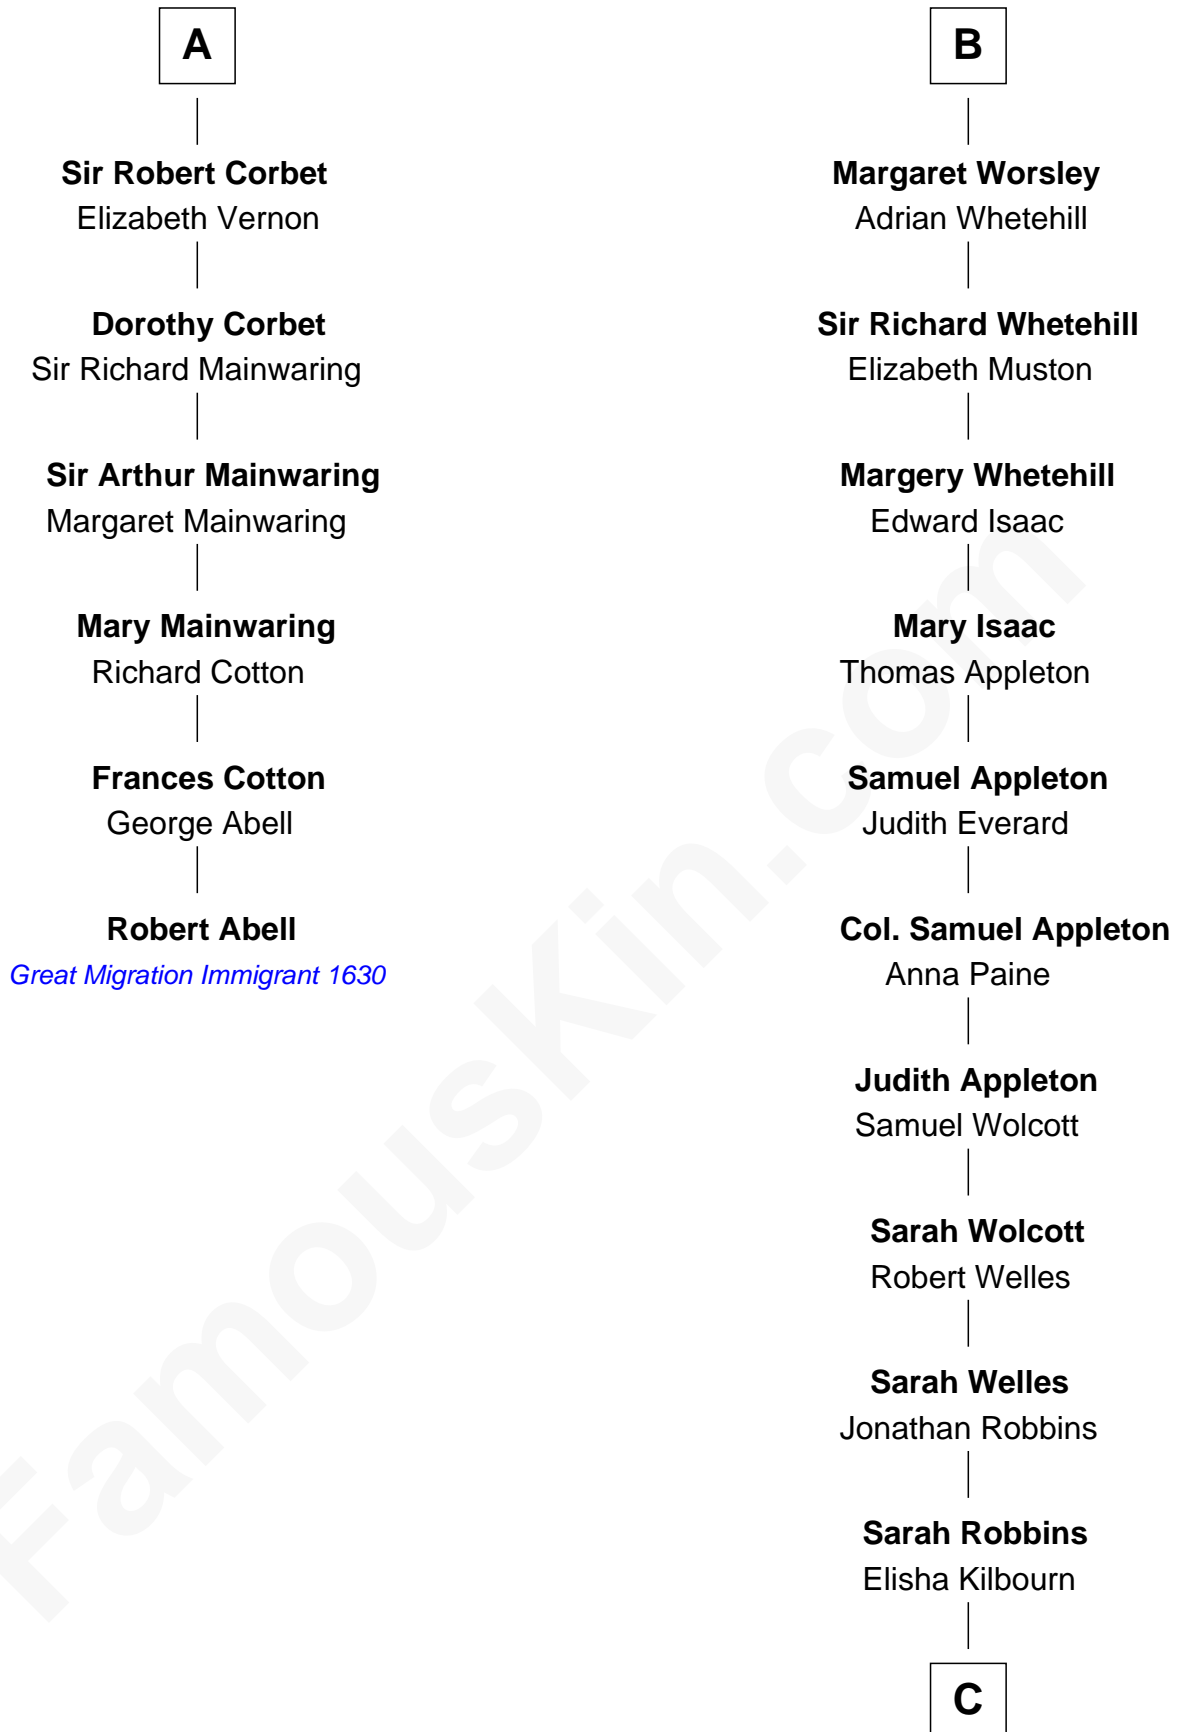 A
Sir Robert Corbet
Elizabeth Vernon
Dorothy Corbet
Sir Richard Mainwaring
Sir Arthur Mainwaring
Margaret Mainwaring
Mary Mainwaring
Richard Cotton
Frances Cotton
George Abell
Robert Abell
Great Migration Immigrant 1630
B
Margaret Worsley
Adrian Whetehill
Sir Richard Whetehill
Elizabeth Muston
Margery Whetehill
Edward Isaac
Mary Isaac
Thomas Appleton
Samuel Appleton
Judith Everard
Col. Samuel Appleton
Anna Paine
Judith Appleton
Samuel Wolcott
Sarah Wolcott
Robert Welles
Sarah Welles
Jonathan Robbins
Sarah Robbins
Elisha Kilbourn
C
FamousKin.com